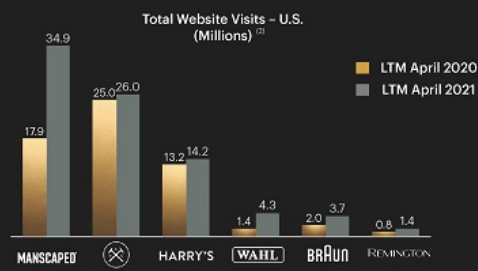 Total Website Visits – U.S.
(Millions) (2)
LTM April 2020
LTM April 2021
34.9
17.9
25.0 26.0
13.2 14.2
1.4 4.3
2.0 3.7
0.8 1.4
MANSCAPED
HARRY'S
WAHL
BRAUN
REMINGTON